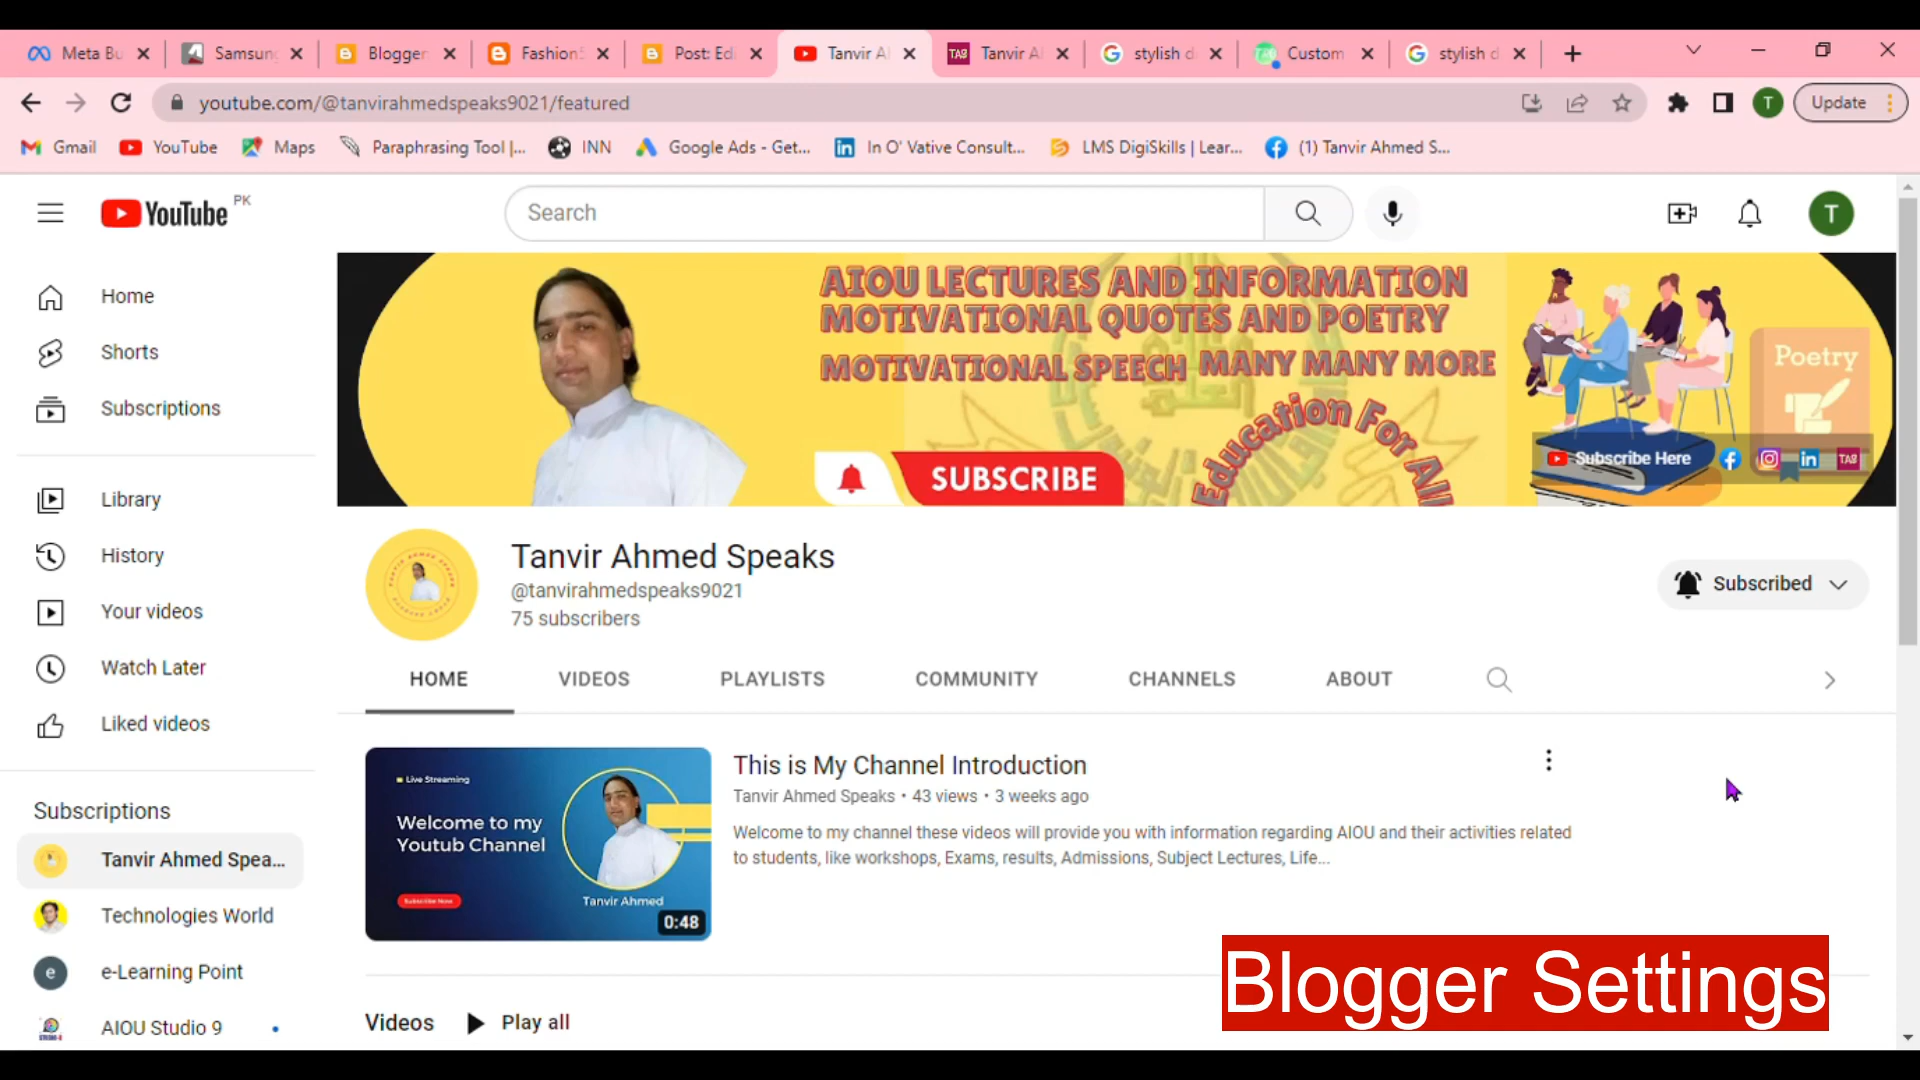 Meta Bu
Samsung
Blogger
Fashion
Post: Edi
Tanvir A
TAS
Tanvir A
stylish d
Custom
stylish d
youtube.com/@tanvirahmedspeaks9021/featured
T
Update
Gmail
YouTube
Maps
Paraphrasing Tool |...
INN
Google Ads - Get...
In O' Vative Consult...
LMS DigiSkills | Lear...
(1) Tanvir Ahmed S...
YouTube PK
Search
T
Home
Shorts
Subscriptions
Library
History
Your videos
Watch Later
Liked videos
Subscriptions
Tanvir Ahmed Spea...
Technologies World
e
e-Learning Point
AIOU Studio 9
AIOU LECTURES AND INFORMATION
MOTIVATIONAL QUOTES AND POETRY
MOTIVATIONAL SPEECH MANY MANY MORE
Education For All
SUBSCRIBE
Poetry
Subscribe Here
TAS
Tanvir Ahmed Speaks
@tanvirahmedspeaks9021
75 subscribers
Subscribed
HOME
VIDEOS
PLAYLISTS
COMMUNITY
CHANNELS
ABOUT
Live Streaming
Welcome to my
Youtub Channel
Subscribe Now
Tanvir Ahmed
0:48
This is My Channel Introduction
Tanvir Ahmed Speaks • 43 views • 3 weeks ago
Welcome to my channel these videos will provide you with information regarding AIOU and their activities related
to students, like workshops, Exams, results, Admissions, Subject Lectures, Life...
Videos
Play all
Blogger Settings